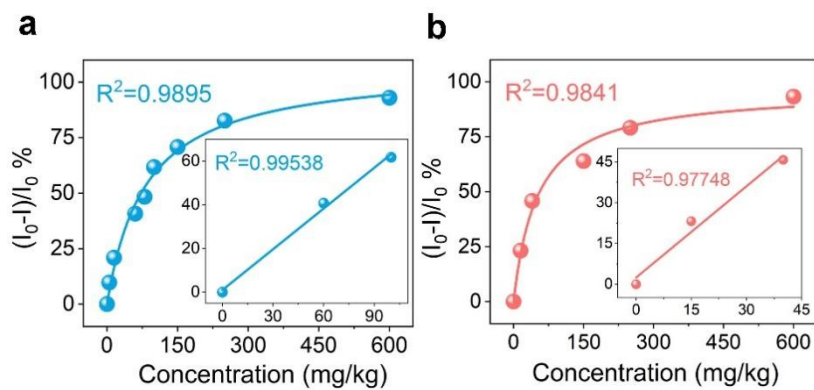 a
(I₀-I)/I₀ %
100
75
50
25
0
R²=0.9895
60
40
20
0
R²=0.99538
0 30 60 90
0 150 300 450 600
Concentration (mg/kg)
b
(I₀-I)/I₀ %
100
75
50
25
0
R²=0.9841
45
30
15
0
R²=0.97748
0 15 30 45
0 150 300 450 600
Concentration (mg/kg)